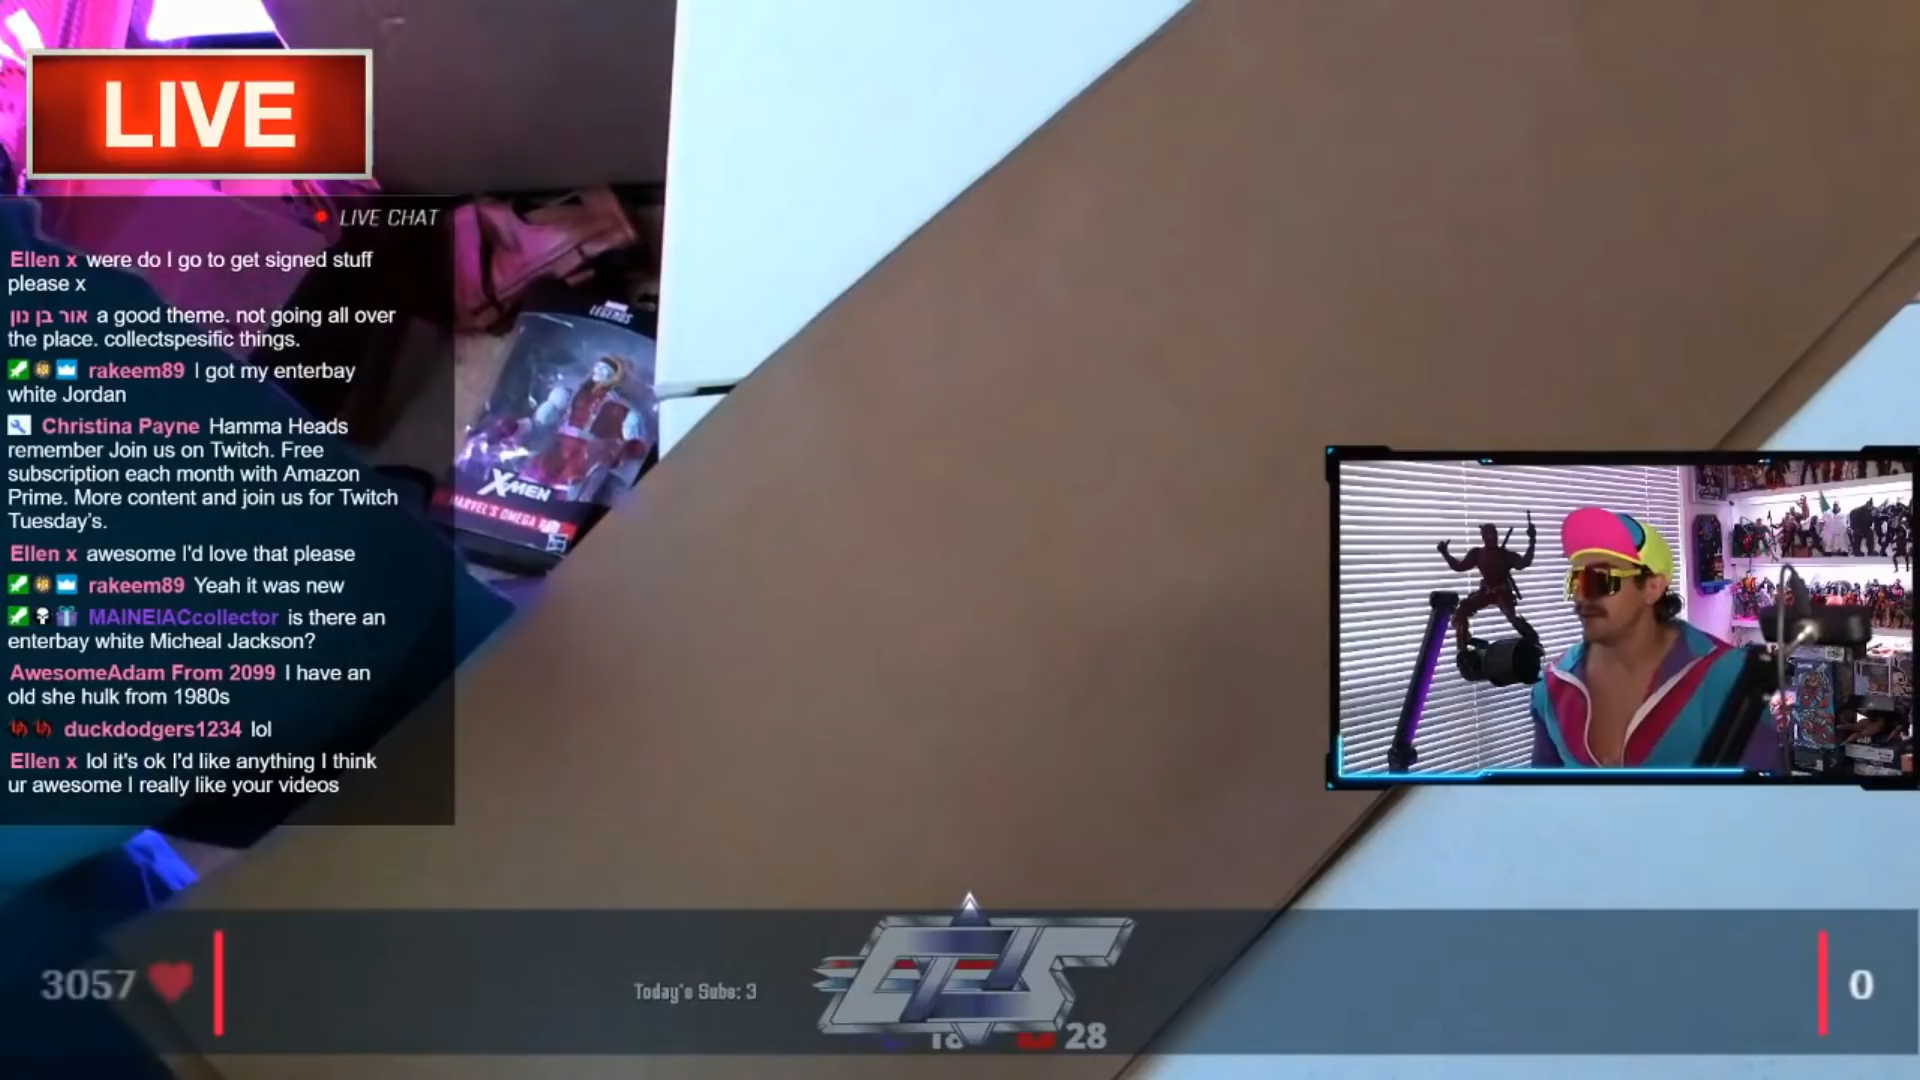 LIVE
LIVE CHAT
Ellen x were do I go to get signed stuff
please x
אור בן נון a good theme. not going all over
the place. collectspesific things.
rakeem89 I got my enterbay
white Jordan
Christina Payne Hamma Heads
remember Join us on Twitch. Free
subscription each month with Amazon
Prime. More content and join us for Twitch
Tuesday's.
Ellen x awesome I'd love that please
rakeem89 Yeah it was new
MAINEIACcollector is there an
enterbay white Micheal Jackson?
AwesomeAdam From 2099 I have an
old she hulk from 1980s
duckdodgers1234 lol
Ellen x lol it's ok I'd like anything I think
ur awesome I really like your videos
MARVEL
LEGENDS
X-MEN
MARVEL'S OMEGA
3057
Today's Subs: 3
28
0